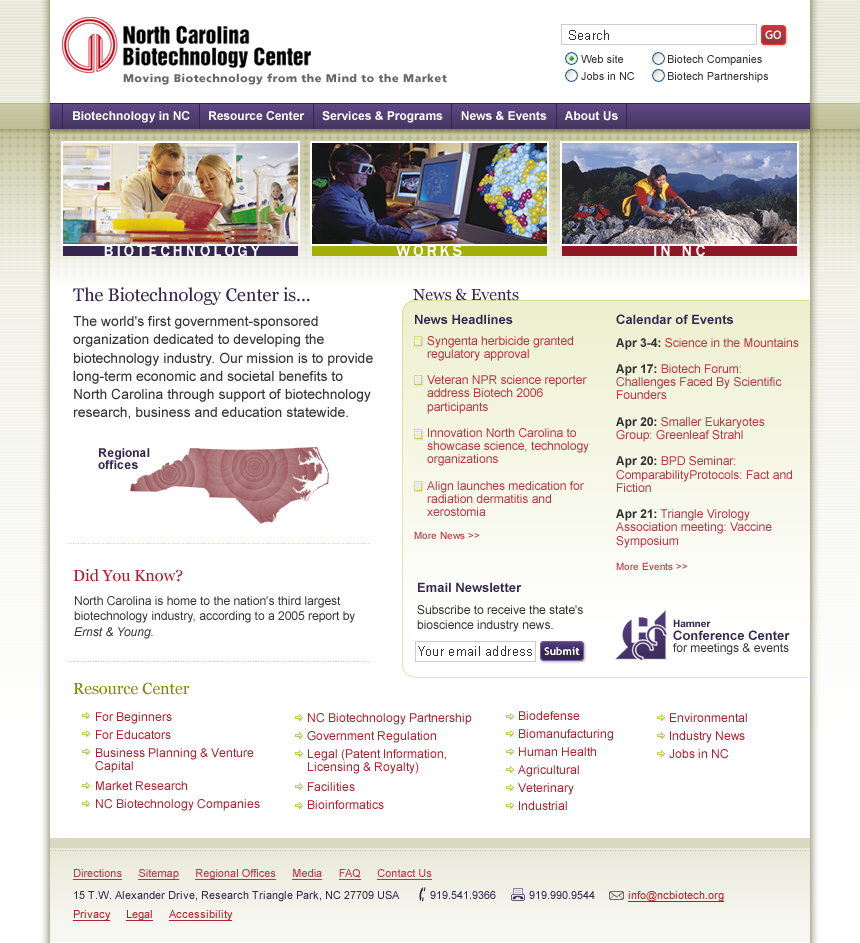 North Carolina
Biotechnology Center
Moving Biotechnology from the Mind to the Market
Search
GO
Web site
Biotech Companies
Jobs in NC
Biotech Partnerships
Biotechnology in NC
Resource Center
Services & Programs
News & Events
About Us
BIOTECHNOLOGY
WORKS
IN NC
The Biotechnology Center is...
The world's first government-sponsored
organization dedicated to developing the
biotechnology industry. Our mission is to provide
long-term economic and societal benefits to
North Carolina through support of biotechnology
research, business and education statewide.
Regional
offices
Did You Know?
North Carolina is home to the nation's third largest
biotechnology industry, according to a 2005 report by
Ernst & Young.
News & Events
News Headlines
Syngenta herbicide granted
regulatory approval
Veteran NPR science reporter
address Biotech 2006
participants
Innovation North Carolina to
showcase science, technology
organizations
Align launches medication for
radiation dermatitis and
xerostomia
More News >>
Calendar of Events
Apr 3-4: Science in the Mountains
Apr 17: Biotech Forum:
Challenges Faced By Scientific
Founders
Apr 20: Smaller Eukaryotes
Group: Greenleaf Strahl
Apr 20: BPD Seminar:
ComparabilityProtocols: Fact and
Fiction
Apr 21: Triangle Virology
Association meeting: Vaccine
Symposium
More Events >>
Email Newsletter
Subscribe to receive the state's
bioscience industry news.
Your email address
Submit
Hamner
Conference Center
for meetings & events
Resource Center
For Beginners
For Educators
Business Planning & Venture
Capital
Market Research
NC Biotechnology Companies
NC Biotechnology Partnership
Government Regulation
Legal (Patent Information,
Licensing & Royalty)
Facilities
Bioinformatics
Biodefense
Biomanufacturing
Human Health
Agricultural
Veterinary
Industrial
Environmental
Industry News
Jobs in NC
Directions
Sitemap
Regional Offices
Media
FAQ
Contact Us
15 T.W. Alexander Drive, Research Triangle Park, NC 27709 USA
919.541.9366
919.990.9544
info@ncbiotech.org
Privacy
Legal
Accessibility